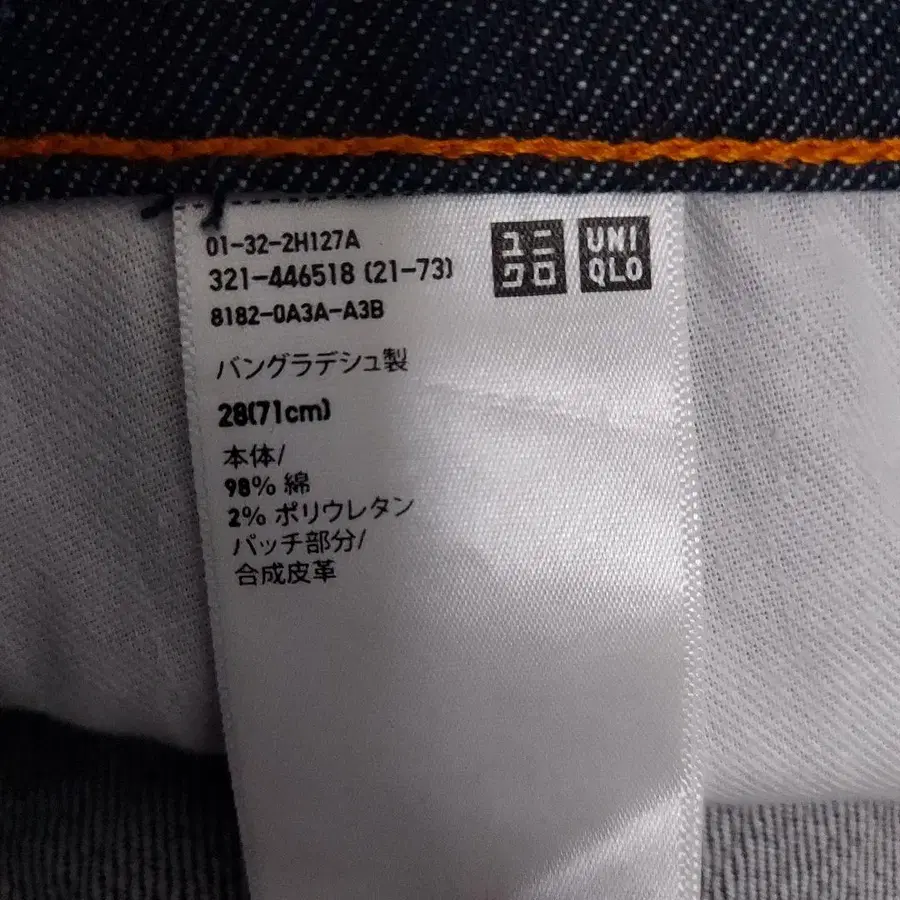 01-32-2H127A
321-446518 (21-73)
8182-0A3A-A3B
ユニ
クロ
UNI
QLO
バングラデシュ製
28(71cm)
本体/
98% 綿
2% ポリウレタン
パッチ部分/
合成皮革